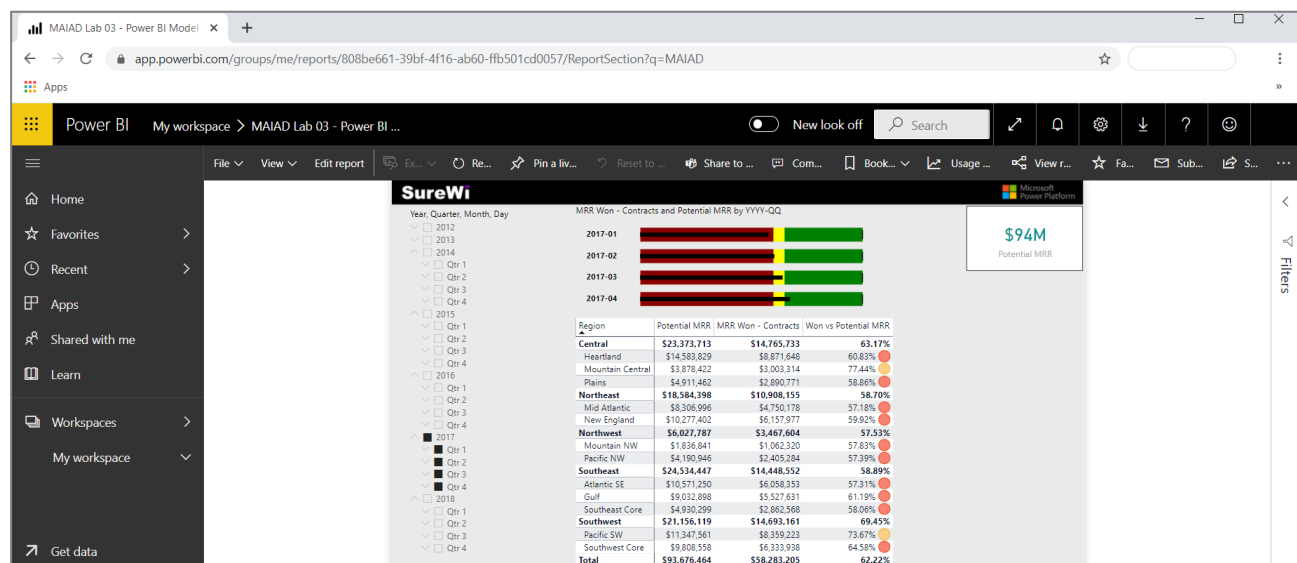 MAIAD Lab 03 - Power BI Model
app.powerbi.com/groups/me/reports/808be661-39bf-4f16-ab60-ffb501cd0057/ReportSection?q=MAIAD
Apps
Power BI My workspace > MAIAD Lab 03 - Power BI ... New look off Search
File View Edit report Ex... Re... Pin a liv... Reset to ... Share to ... Com... Book... Usage ... View r... Fa... Sub... S... ...
Home
Favorites
Recent
Apps
Shared with me
Learn
Workspaces
My workspace
Get data
SureWi
Microsoft
Power Platform
Year, Quarter, Month, Day
2012
2013
2014
Qtr 1
Qtr 2
Qtr 3
Qtr 4
2015
Qtr 1
Qtr 2
Qtr 3
Qtr 4
2016
Qtr 1
Qtr 2
Qtr 3
Qtr 4
2017
Qtr 1
Qtr 2
Qtr 3
Qtr 4
2018
Qtr 1
Qtr 2
Qtr 3
Qtr 4
MRR Won - Contracts and Potential MRR by YYYY-QQ
2017-01
2017-02
2017-03
2017-04
$94M
Potential MRR
Region Potential MRR MRR Won - Contracts Won vs Potential MRR
Central $23,373,713 $14,765,733 63.17%
Heartland $14,583,829 $8,871,648 60.83%
Mountain Central $3,878,422 $3,003,314 77.44%
Plains $4,911,462 $2,890,771 58.86%
Northeast $18,584,398 $10,908,155 58.70%
Mid Atlantic $8,306,996 $4,750,178 57.18%
New England $10,277,402 $6,157,977 59.92%
Northwest $6,027,787 $3,467,604 57.53%
Mountain NW $1,836,841 $1,062,320 57.83%
Pacific NW $4,190,946 $2,405,284 57.39%
Southeast $24,534,447 $14,448,552 58.89%
Atlantic SE $10,571,250 $6,058,353 57.31%
Gulf $9,032,898 $5,527,631 61.19%
Southeast Core $4,930,299 $2,862,568 58.06%
Southwest $21,156,119 $14,693,161 69.45%
Pacific SW $11,347,561 $8,359,223 73.67%
Southwest Core $9,808,558 $6,333,938 64.58%
Total $93,676,464 $58,283,205 62.22%
Filters